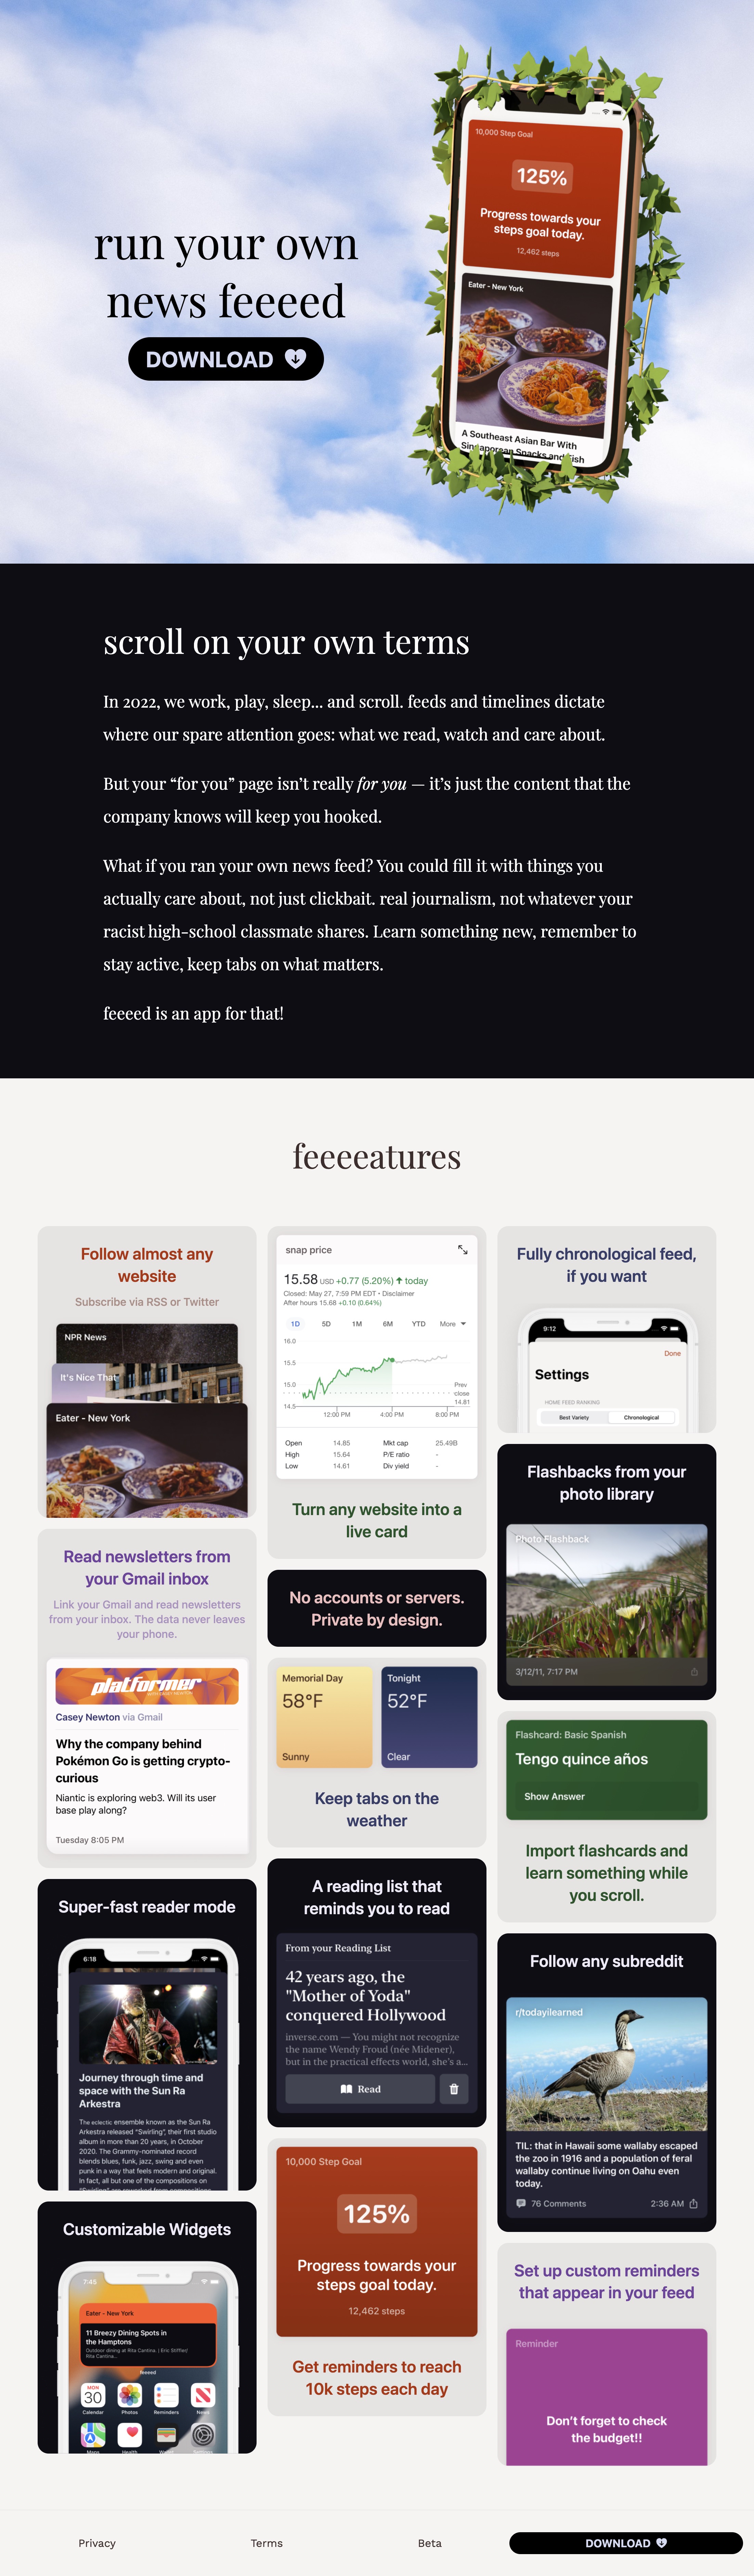 10,000 Step Goal
125%
Progress towards your
steps goal today.
12,462 steps
Eater - New York
A Southeast Asian Bar With
Singaporean Snacks and Irish
run your own
news feeeed
DOWNLOAD
scroll on your own terms
In 2022, we work, play, sleep... and scroll. feeds and timelines dictate
where our spare attention goes: what we read, watch and care about.
But your “for you” page isn’t really for you — it’s just the content that the
company knows will keep you hooked.
What if you ran your own news feed? You could fill it with things you
actually care about, not just clickbait. real journalism, not whatever your
racist high-school classmate shares. Learn something new, remember to
stay active, keep tabs on what matters.
feeeed is an app for that!
feeeeatures
Follow almost any
website
Subscribe via RSS or Twitter
NPR News
It's Nice That
Eater - New York
Read newsletters from
your Gmail inbox
Link your Gmail and read newsletters
from your inbox. The data never leaves
your phone.
platformer
Casey Newton via Gmail
Why the company behind
Pokémon Go is getting crypto-
curious
Niantic is exploring web3. Will its user
base play along?
Tuesday 8:05 PM
Super-fast reader mode
6:18
Journey through time and
space with the Sun Ra
Arkestra
The eclectic ensemble known as the Sun Ra
Arkestra released "Swirling", their first studio
album in more than 20 years, in October
2020. The Grammy-nominated record
blends blues, funk, jazz, swing and even
punk in a way that feels modern and original.
In fact, all but one of the compositions on
"Swirling" are reworked from compositions
Customizable Widgets
7:45
Eater - New York
11 Breezy Dining Spots in
the Hamptons
Outdoor dining at Rita Cantina. | Eric Striffler/
Rita Cantina...
feeeed
MON
30
Calendar
Photos
Reminders
News
Maps
Health
Wallet
Settings
snap price
15.58 USD +0.77 (5.20%) ↑ today
Closed: May 27, 7:59 PM EDT • Disclaimer
After hours 15.68 +0.10 (0.64%)
1D 5D 1M 6M YTD More
16.0
15.5
15.0
14.5
Prev
close
14.81
12:00 PM 4:00 PM 8:00 PM
Open 14.85 Mkt cap 25.49B
High 15.64 P/E ratio -
Low 14.61 Div yield -
Turn any website into a
live card
No accounts or servers.
Private by design.
Memorial Day
58°F
Sunny
Tonight
52°F
Clear
Keep tabs on the
weather
A reading list that
reminds you to read
From your Reading List
42 years ago, the
"Mother of Yoda"
conquered Hollywood
inverse.com — You might not recognize
the name Wendy Froud (née Midener),
but in the practical effects world, she's a...
Read
10,000 Step Goal
125%
Progress towards your
steps goal today.
12,462 steps
Get reminders to reach
10k steps each day
Fully chronological feed,
if you want
9:12
Done
Settings
HOME FEED RANKING
Best Variety
Chronological
Flashbacks from your
photo library
Photo Flashback
3/12/11, 7:17 PM
Flashcard: Basic Spanish
Tengo quince años
Show Answer
Import flashcards and
learn something while
you scroll.
Follow any subreddit
r/todayilearned
TIL: that in Hawaii some wallaby escaped
the zoo in 1916 and a population of feral
wallaby continue living on Oahu even
today.
76 Comments
2:36 AM
Set up custom reminders
that appear in your feed
Reminder
Don't forget to check
the budget!!
Privacy
Terms
Beta
DOWNLOAD